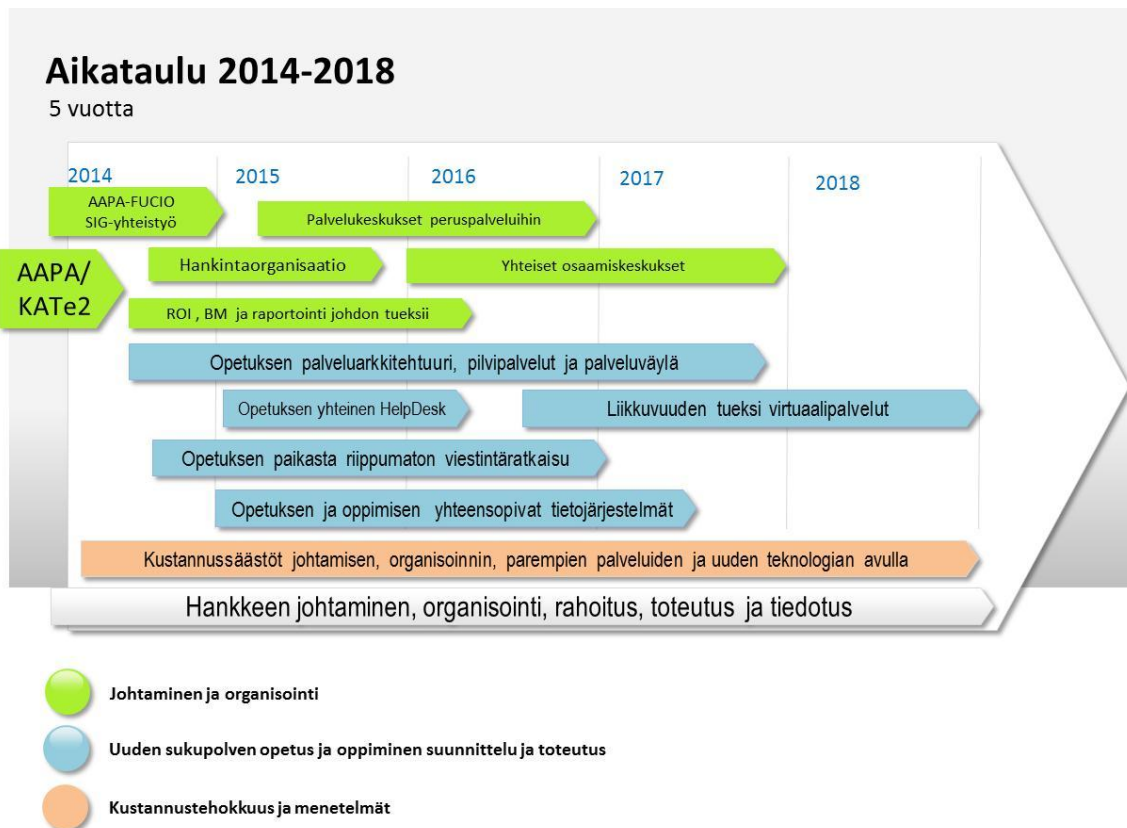 Aikataulu 2014-2018
5 vuotta
2014
2015
2016
2017
2018
AAPA-FUCIO
SIG-yhteistyö
Palvelukeskukset peruspalveluihin
AAPA/
KATe2
Hankintaorganisaatio
Yhteiset osaamiskeskukset
ROI , BM ja raportointi johdon tueksii
Opetuksen palveluarkkitehtuuri, pilvipalvelut ja palveluväylä
Opetuksen yhteinen HelpDesk
Liikkuvuuden tueksi virtuaalipalvelut
Opetuksen paikasta riippumaton viestintäratkaisu
Opetuksen ja oppimisen yhteensopivat tietojärjestelmät
Kustannussäästöt johtamisen, organisoinnin, parempien palveluiden ja uuden teknologian avulla
Hankkeen johtaminen, organisointi, rahoitus, toteutus ja tiedotus
Johtaminen ja organisointi
Uuden sukupolven opetus ja oppiminen suunnittelu ja toteutus
Kustannustehokkuus ja menetelmät